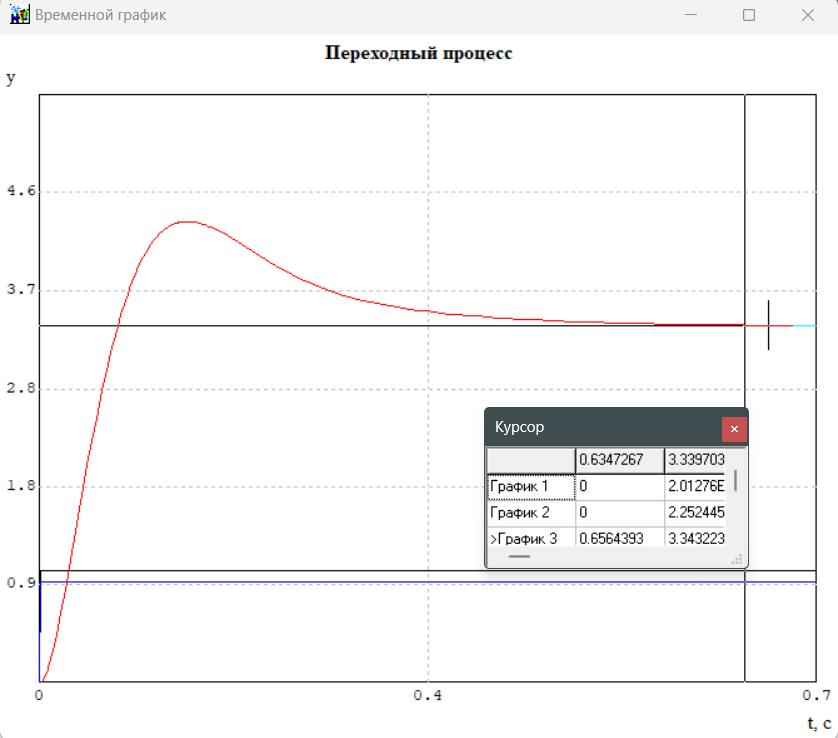 Временной график
Переходный процесс
y
4.6
3.7
2.8
1.8
0.9
0
0.4
0.7
t, c
Курсор
×
0.6347267 3.339703
График 1 0 2.01276E
График 2 0 2.252445
>График 3 0.6564393 3.343223